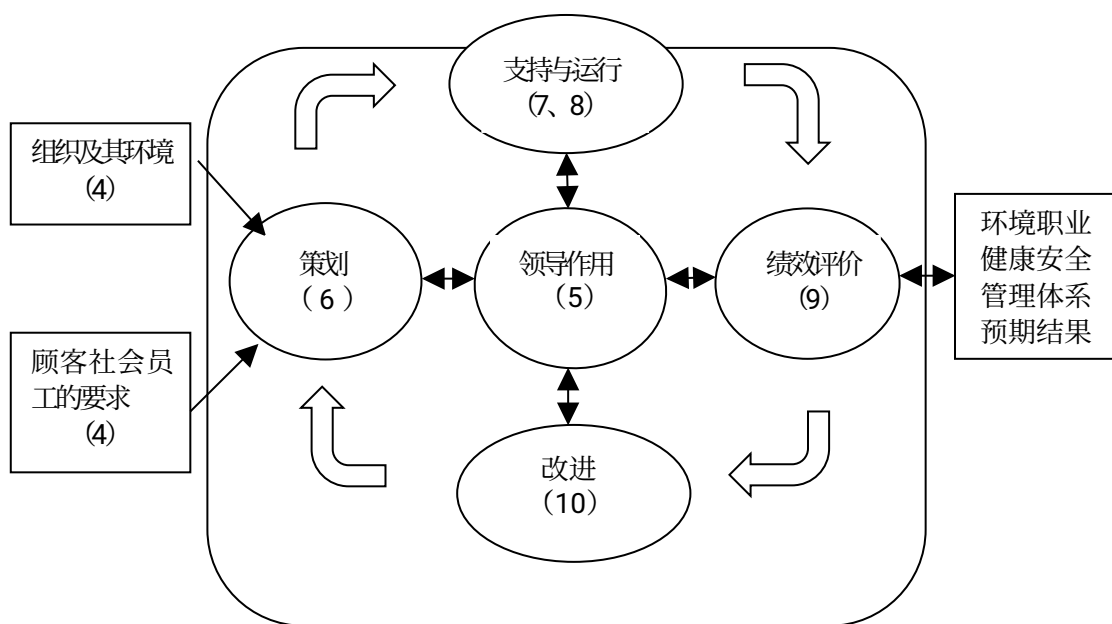 支持与运行
(7、8)
组织及其环境
(4)
策划
（6）
领导作用
(5)
绩效评价
(9)
环境职业
健康安全
管理体系
预期结果
顾客社会员
工的要求
(4)
改进
（10）